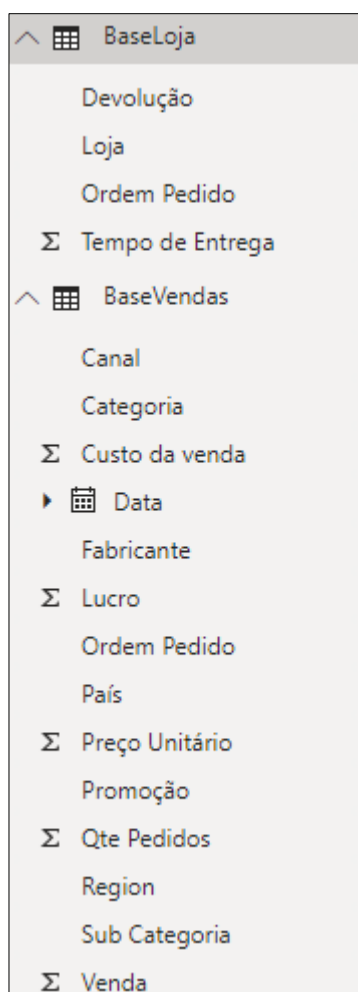 BaseLoja
Devolução
Loja
Ordem Pedido
Σ Tempo de Entrega
BaseVendas
Canal
Categoria
Σ Custo da venda
Data
Fabricante
Σ Lucro
Ordem Pedido
País
Σ Preço Unitário
Promoção
Σ Qte Pedidos
Region
Sub Categoria
Σ Venda